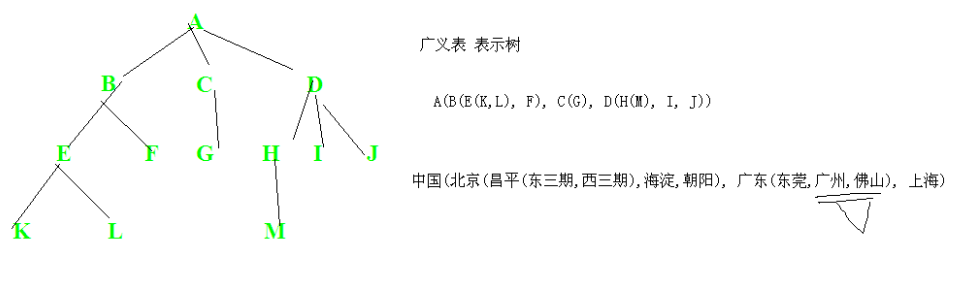 A
广义表 表示树
B C D
A(B(E(K,L), F), C(G), D(H(M), I, J))
E F G H I J
中国(北京(昌平(东三期,西三期),海淀,朝阳), 广东(东莞,广州,佛山), 上海)
K L M